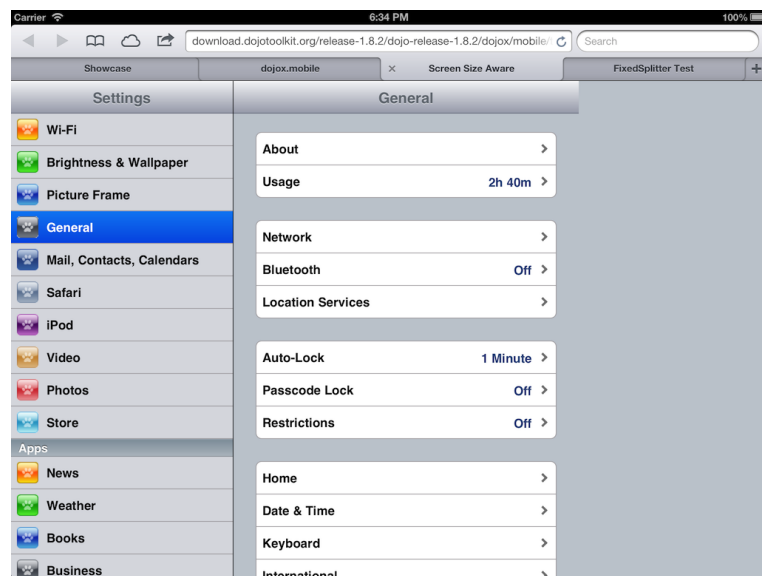 Carrier 6:34 PM 100%
download.dojotoolkit.org/release-1.8.2/dojo-release-1.8.2/dojox/mobile/ Search
Showcase dojox.mobile × Screen Size Aware FixedSplitter Test +
Settings
Wi-Fi
Brightness & Wallpaper
Picture Frame
General
Mail, Contacts, Calendars
Safari
iPod
Video
Photos
Store
Apps
News
Weather
Books
Business
General
About
Usage 2h 40m
Network
Bluetooth Off
Location Services
Auto-Lock 1 Minute
Passcode Lock Off
Restrictions Off
Home
Date & Time
Keyboard
International